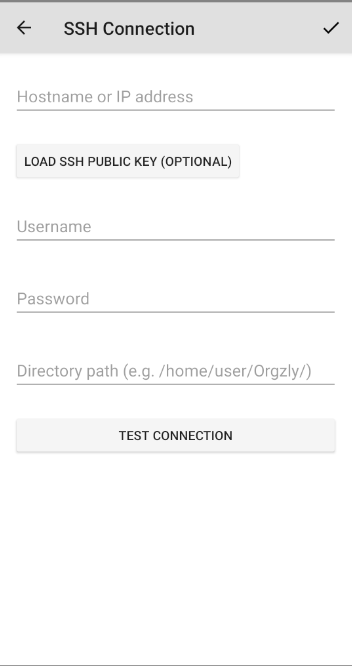 SSH Connection
Hostname or IP address
LOAD SSH PUBLIC KEY (OPTIONAL)
Username
Password
Directory path (e.g. /home/user/Orgzly/)
TEST CONNECTION